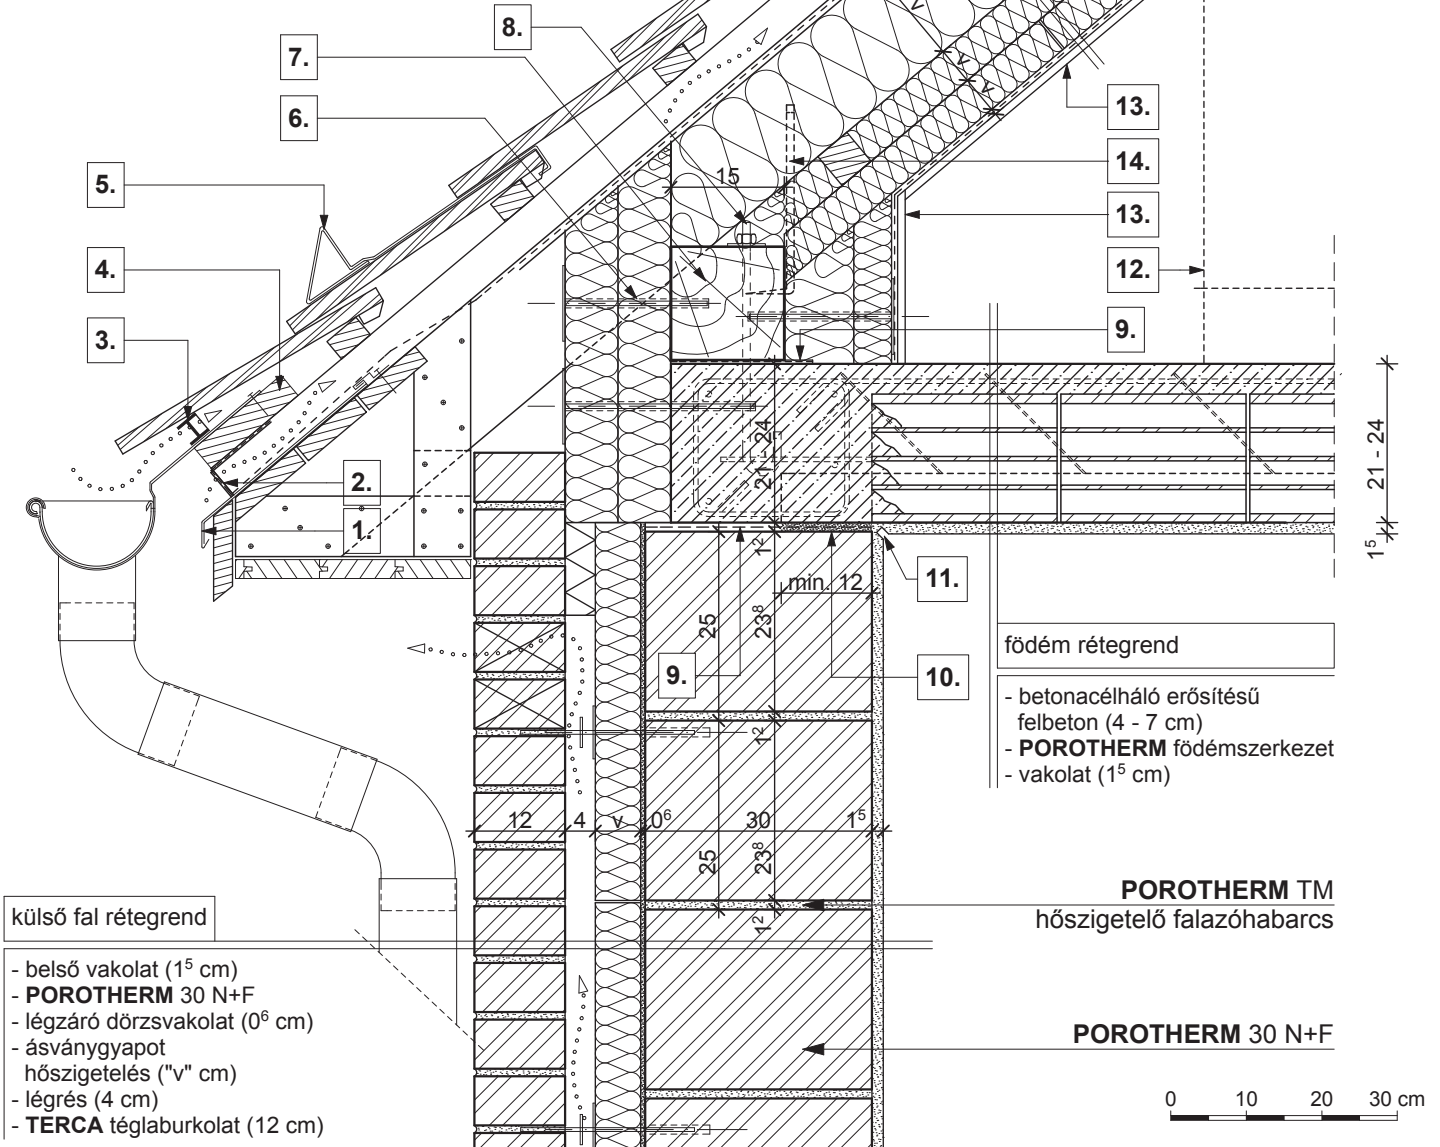 8.
7.
6.
5.
4.
3.
2.
1.
13.
14.
13.
12.
9.
11.
9.
10.
15
21 - 24
21 - 24
1⁵
1²
min. 12
25
23⁸
1²
12
4
v
0⁶
30
1⁵
25
23⁸
1²
v
v
v
födém rétegrend
- betonacélháló erősítésű
felbeton (4 - 7 cm)
- POROTHERM födémszerkezet
- vakolat (1⁵ cm)
POROTHERM TM
hőszigetelő falazóhabarcs
POROTHERM 30 N+F
külső fal rétegrend
- belső vakolat (1⁵ cm)
- POROTHERM 30 N+F
- légzáró dörzsvakolat (0⁶ cm)
- ásványgyapot
hőszigetelés ("v" cm)
- légrés (4 cm)
- TERCA téglaburkolat (12 cm)
0 10 20 30 cm